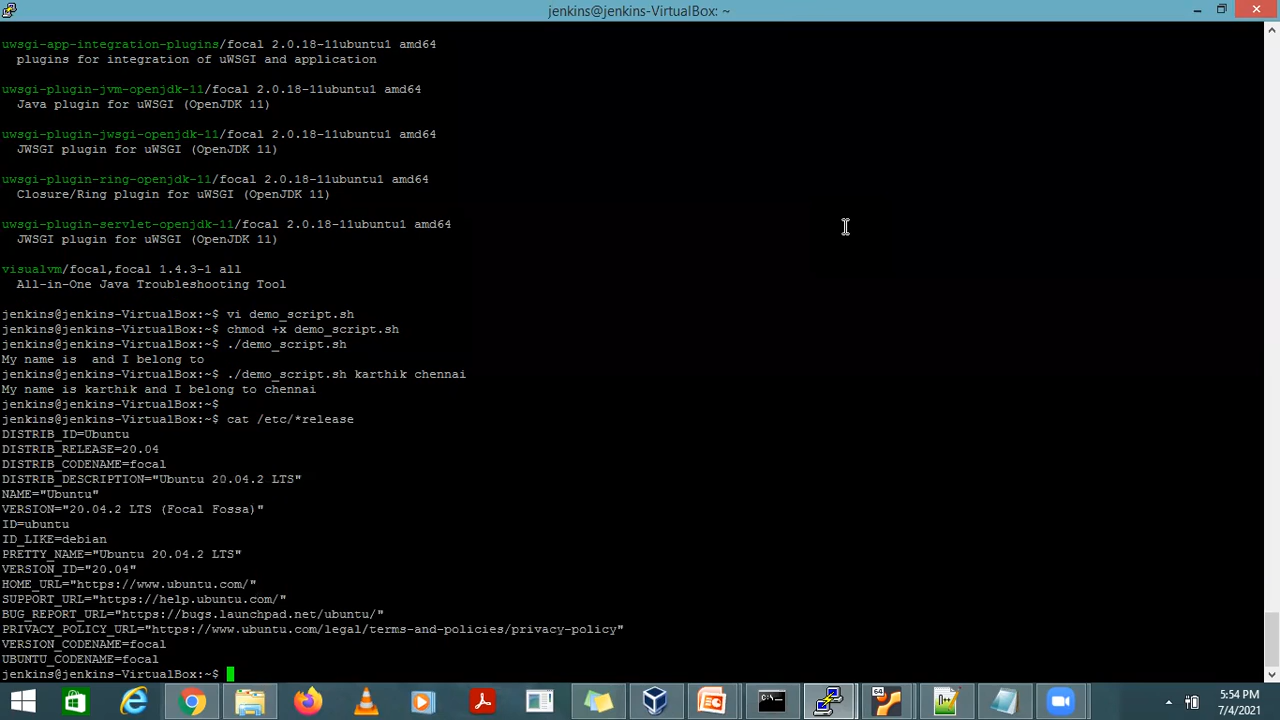 jenkins@jenkins-VirtualBox: ~
uwsgi-app-integration-plugins/focal 2.0.18-11ubuntu1 amd64
plugins for integration of uWSGI and application
uwsgi-plugin-jvm-openjdk-11/focal 2.0.18-11ubuntu1 amd64
Java plugin for uWSGI (OpenJDK 11)
uwsgi-plugin-jwsgi-openjdk-11/focal 2.0.18-11ubuntu1 amd64
JWSGI plugin for uWSGI (OpenJDK 11)
uwsgi-plugin-ring-openjdk-11/focal 2.0.18-11ubuntu1 amd64
Closure/Ring plugin for uWSGI (OpenJDK 11)
uwsgi-plugin-servlet-openjdk-11/focal 2.0.18-11ubuntu1 amd64
JWSGI plugin for uWSGI (OpenJDK 11)
visualvm/focal,focal 1.4.3-1 all
All-in-One Java Troubleshooting Tool
jenkins@jenkins-VirtualBox:~$ vi demo_script.sh
jenkins@jenkins-VirtualBox:~$ chmod +x demo_script.sh
jenkins@jenkins-VirtualBox:~$ ./demo_script.sh
My name is  and I belong to
jenkins@jenkins-VirtualBox:~$ ./demo_script.sh karthik chennai
My name is karthik and I belong to chennai
jenkins@jenkins-VirtualBox:~$
jenkins@jenkins-VirtualBox:~$ cat /etc/*release
DISTRIB_ID=Ubuntu
DISTRIB_RELEASE=20.04
DISTRIB_CODENAME=focal
DISTRIB_DESCRIPTION="Ubuntu 20.04.2 LTS"
NAME="Ubuntu"
VERSION="20.04.2 LTS (Focal Fossa)"
ID=ubuntu
ID_LIKE=debian
PRETTY_NAME="Ubuntu 20.04.2 LTS"
VERSION_ID="20.04"
HOME_URL="https://www.ubuntu.com/"
SUPPORT_URL="https://help.ubuntu.com/"
BUG_REPORT_URL="https://bugs.launchpad.net/ubuntu/"
PRIVACY_POLICY_URL="https://www.ubuntu.com/legal/terms-and-policies/privacy-policy"
VERSION_CODENAME=focal
UBUNTU_CODENAME=focal
jenkins@jenkins-VirtualBox:~$
5:54 PM
7/4/2021